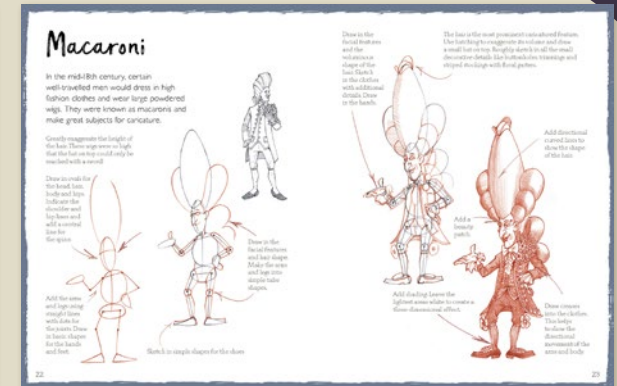 Macaroni
In the mid-18th century, certain
well-travelled men would dress in high
fashion clothes and wear large powdered
wigs. They were known as macaronis and
make great subjects for caricature.
Greatly exaggerate the height of
the hair. These wigs were so high
that the hat on top could only be
reached with a sword!
Draw in ovals for
the head, hair,
body and hips.
Indicate the
shoulder and
hip lines and
add a central
line for
the spine.
Add the arms
and legs using
straight lines
with dots for
the joints. Draw
in basic shapes
for the hands
and feet.
Draw in the
facial features
and hair shape.
Make the arms
and legs into
simple tube
shapes.
Sketch in simple shapes for the shoes
22
Draw in the
facial features
and the
voluminous
shape of the
hair. Sketch
in the clothes
with additional
details. Draw
in the hands.
The hair is the most prominent caricatured feature.
Use hatching to exaggerate its volume and draw
a small hat on top. Roughly sketch in all the small
decorative details like buttonholes, trimmings and
striped stockings with floral pattern.
Add directional
curved lines to
show the shape
of the hair.
Add a
beauty
patch.
Add shading. Leave the
lightest areas white to create a
three-dimensional effect.
Draw creases
into the clothes.
This helps
to show the
directional
movement of the
arms and body.
23